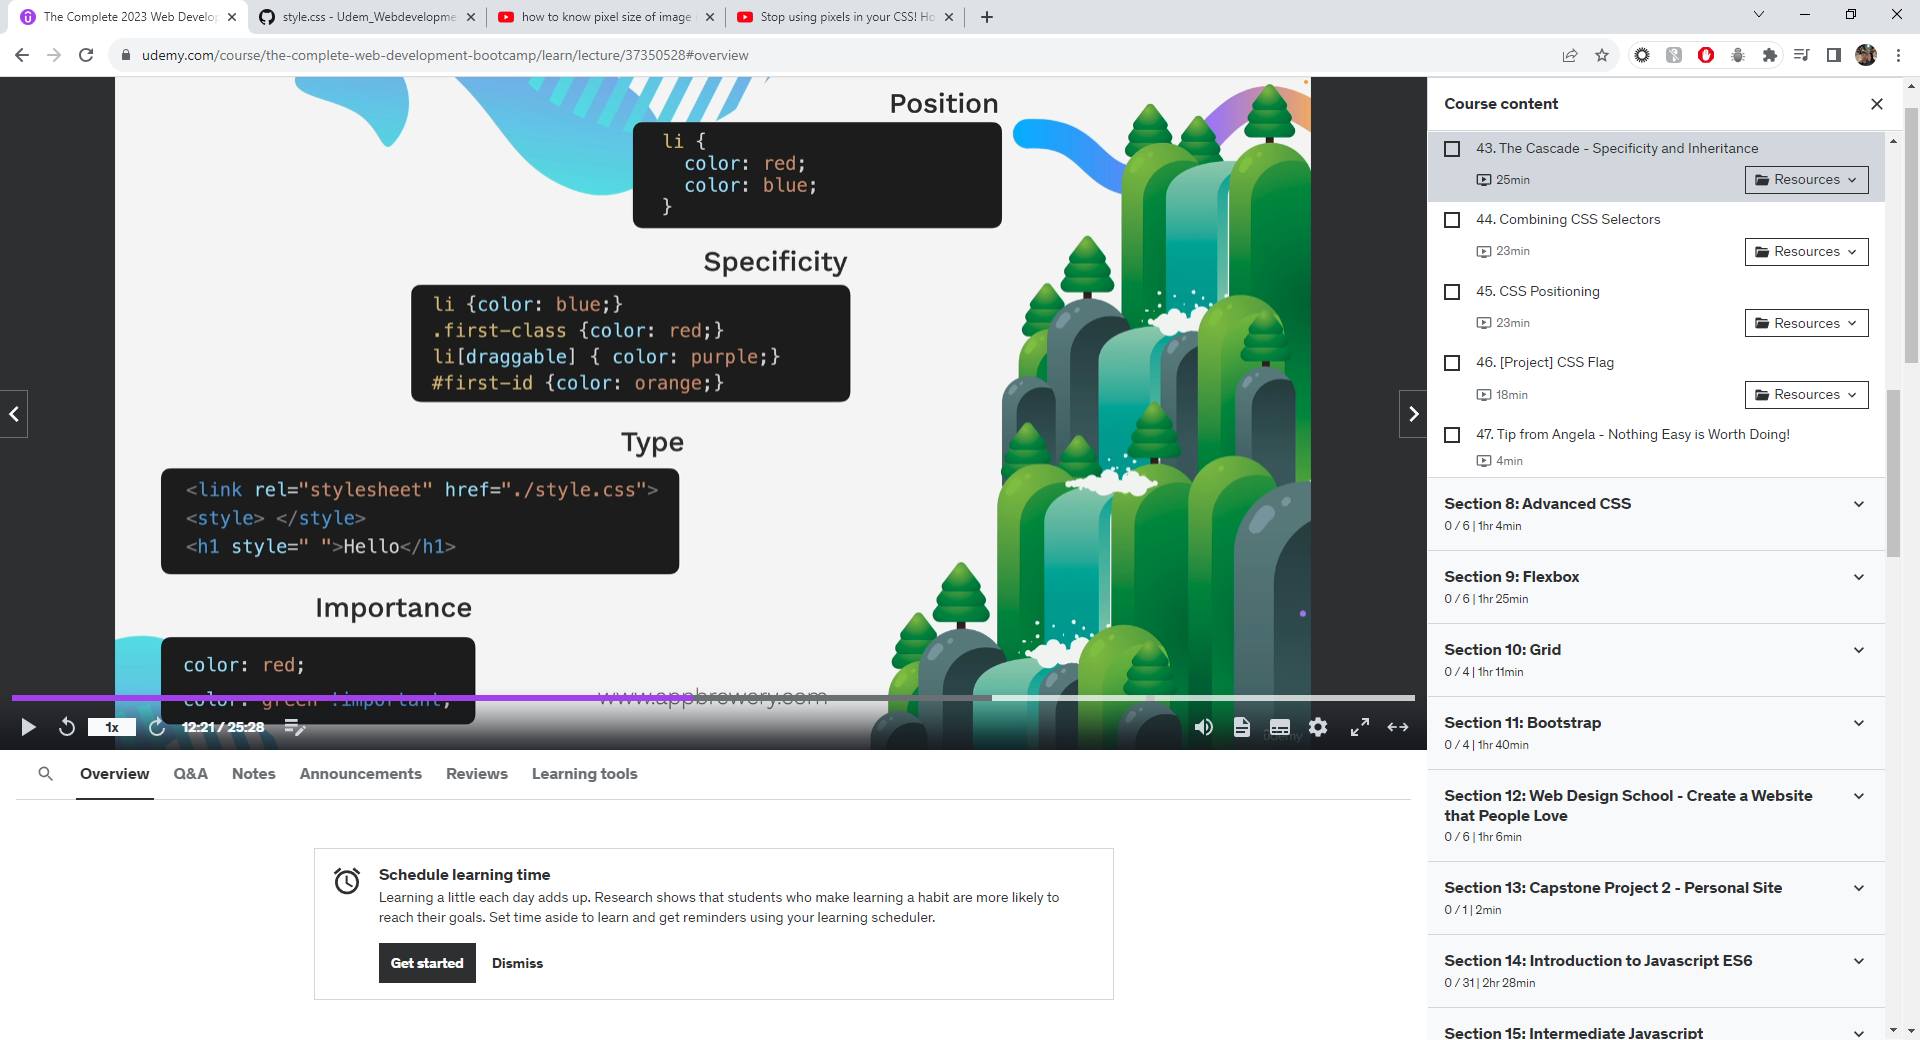 The Complete 2023 Web Develop
style.css - Udem_Webdevelopme
how to know pixel size of image
Stop using pixels in your CSS! Ho
udemy.com/course/the-complete-web-development-bootcamp/learn/lecture/37350528#overview
Position
li {
color: red;
color: blue;
}
Specificity
li {color: blue;}
.first-class {color: red;}
li[draggable] { color: purple;}
#first-id {color: orange;}
Type
<link rel="stylesheet" href="./style.css">
<style> </style>
<h1 style=" ">Hello</h1>
Importance
color: red;
color: green !important;
www.appbrewery.com
1x
12:21 / 25:28
udemy
Overview
Q&A
Notes
Announcements
Reviews
Learning tools
Schedule learning time
Learning a little each day adds up. Research shows that students who make learning a habit are more likely to
reach their goals. Set time aside to learn and get reminders using your learning scheduler.
Get started
Dismiss
Course content
43. The Cascade - Specificity and Inheritance
25min
Resources
44. Combining CSS Selectors
23min
Resources
45. CSS Positioning
23min
Resources
46. [Project] CSS Flag
18min
Resources
47. Tip from Angela - Nothing Easy is Worth Doing!
4min
Section 8: Advanced CSS
0 / 6 | 1hr 4min
Section 9: Flexbox
0 / 6 | 1hr 25min
Section 10: Grid
0 / 4 | 1hr 11min
Section 11: Bootstrap
0 / 4 | 1hr 40min
Section 12: Web Design School - Create a Website
that People Love
0 / 6 | 1hr 6min
Section 13: Capstone Project 2 - Personal Site
0 / 1 | 2min
Section 14: Introduction to Javascript ES6
0 / 31 | 2hr 28min
Section 15: Intermediate Javascript